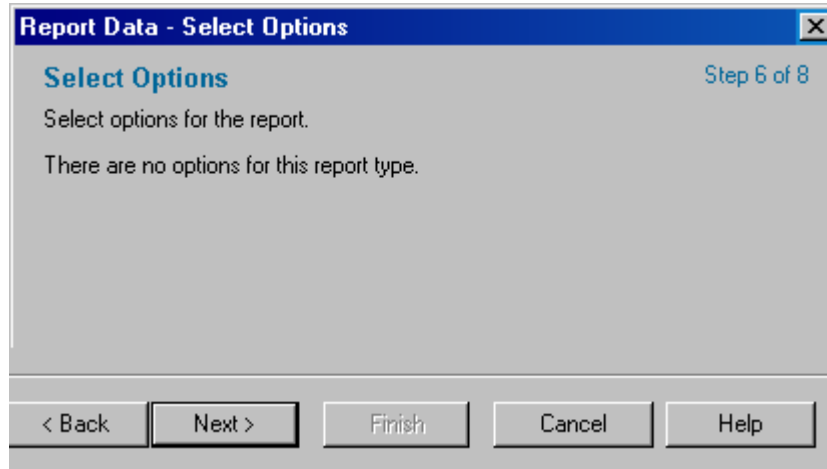 Report Data - Select Options
Select Options
Step 6 of 8
Select options for the report.
There are no options for this report type.
< Back
Next >
Finish
Cancel
Help